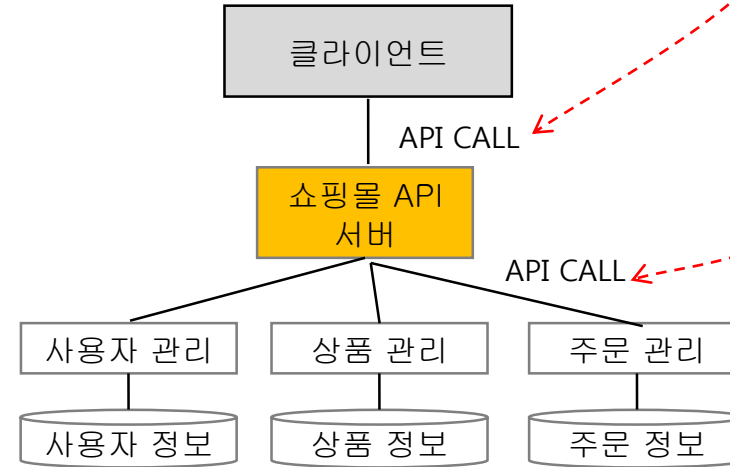 클라이언트
API CALL
쇼핑몰 API
서버
API CALL
사용자 관리
상품 관리
주문 관리
사용자 정보
상품 정보
주문 정보